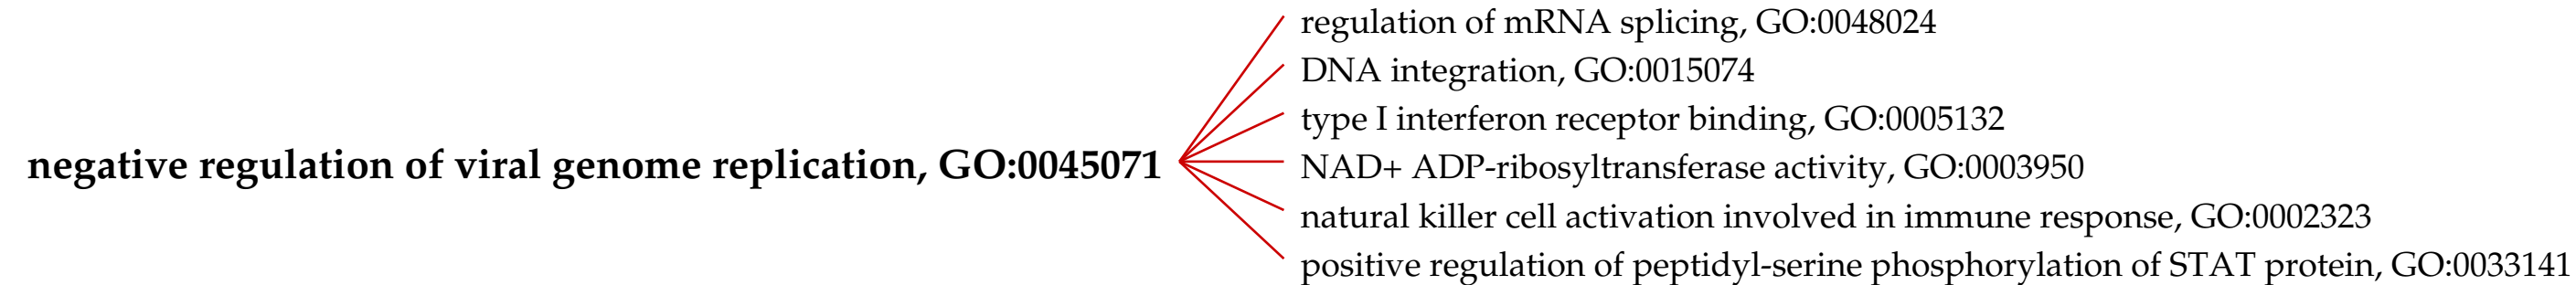 regulation of mRNA splicing, GO:0048024
DNA integration, GO:0015074
type I interferon receptor binding, GO:0005132
negative regulation of viral genome replication, GO:0045071
NAD+ ADP-ribosyltransferase activity, GO:0003950
natural killer cell activation involved in immune response, GO:0002323
positive regulation of peptidyl-serine phosphorylation of STAT protein, GO:0033141